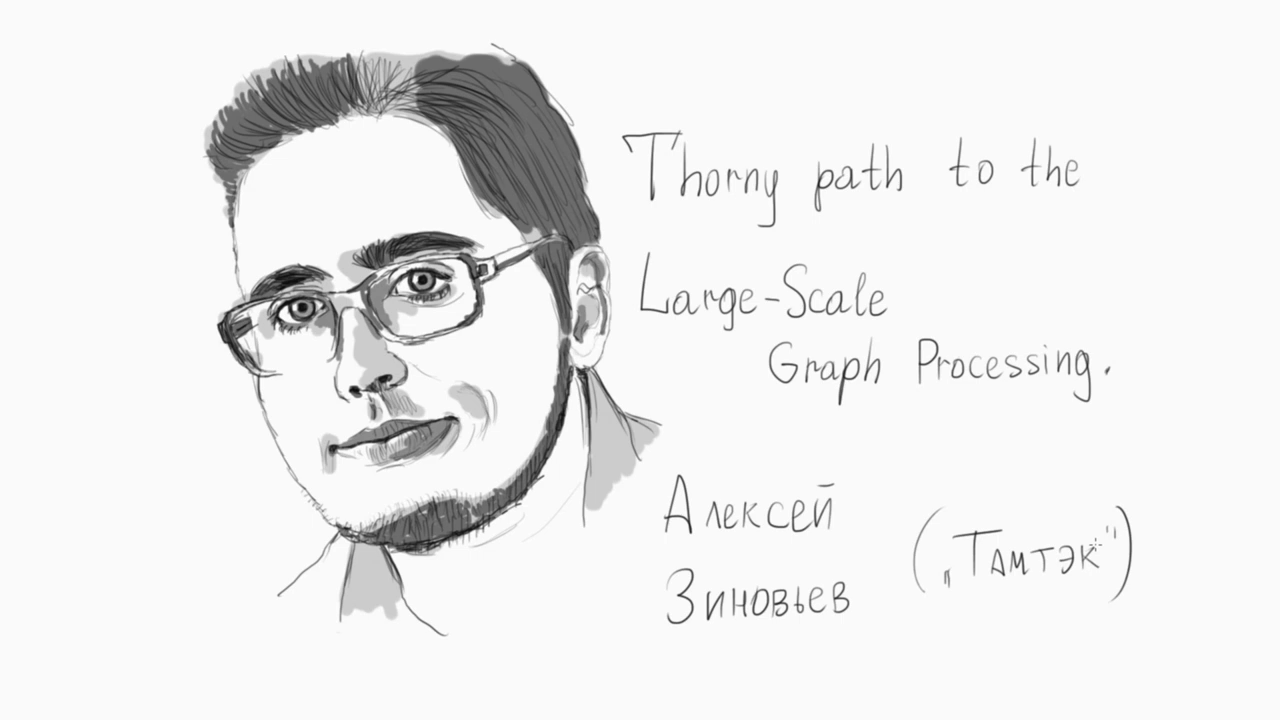 Thorny path to the
Large-Scale
Graph Processing.
Алексей
Зиновьев
(„Тамтэк")